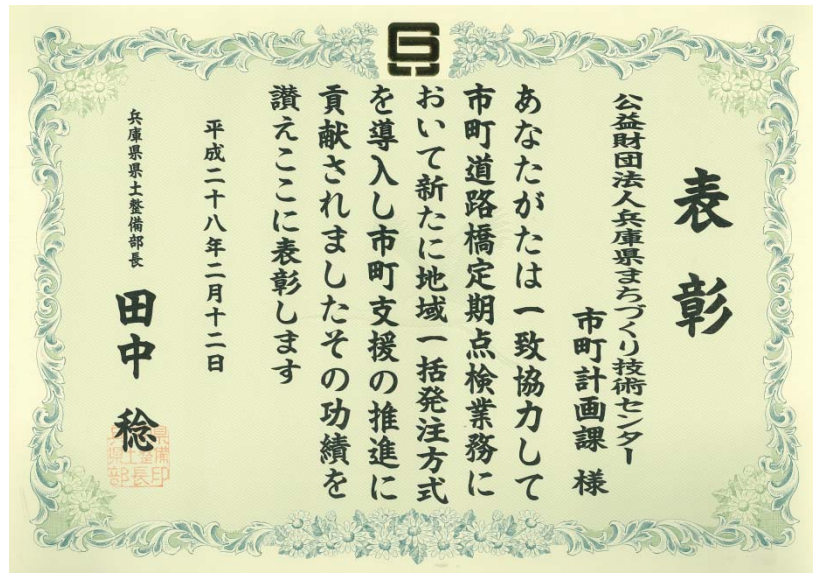 表彰
公益財団法人兵庫県まちづくり技術センター
市町計画課 様
あなたがたは一致協力して
市町道路橋定期点検業務に
おいて新たに地域一括発注方式
を導入し市町支援の推進に
貢献されましたその功績を
讃えここに表彰します
平成二十八年二月十二日
兵庫県県土整備部長
田中 稔